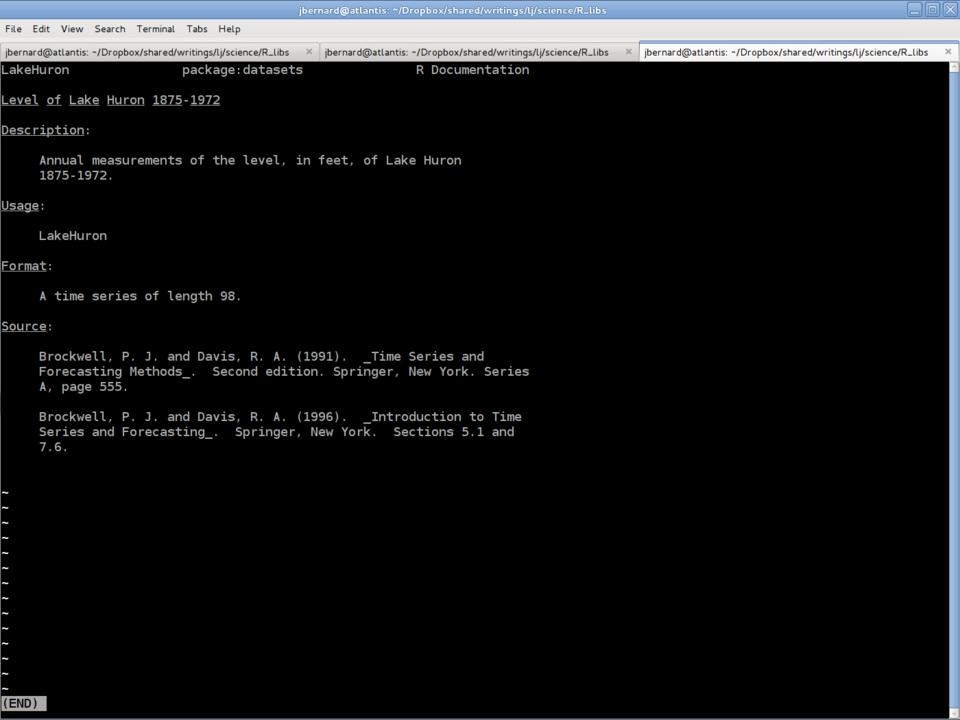 jbernard@atlantis: ~/Dropbox/shared/writings/lj/science/R_libs
File Edit View Search Terminal Tabs Help
jbernard@atlantis: ~/Dropbox/shared/writings/lj/science/R_libs jbernard@atlantis: ~/Dropbox/shared/writings/lj/science/R_libs jbernard@atlantis: ~/Dropbox/shared/writings/lj/science/R_libs
LakeHuron package:datasets R Documentation
Level of Lake Huron 1875-1972
Description:
Annual measurements of the level, in feet, of Lake Huron
1875-1972.
Usage:
LakeHuron
Format:
A time series of length 98.
Source:
Brockwell, P. J. and Davis, R. A. (1991). _Time Series and
Forecasting Methods_. Second edition. Springer, New York. Series
A, page 555.
Brockwell, P. J. and Davis, R. A. (1996). _Introduction to Time
Series and Forecasting_. Springer, New York. Sections 5.1 and
7.6.
~
~
~
~
~
~
~
~
~
~
~
~
~
~
(END)